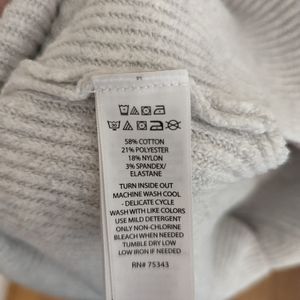 58% COTTON
21% POLYESTER
18% NYLON
3% SPANDEX/
ELASTANE
TURN INSIDE OUT
MACHINE WASH COOL
- DELICATE CYCLE
WASH WITH LIKE COLORS
USE MILD DETERGENT
ONLY NON-CHLORINE
BLEACH WHEN NEEDED
TUMBLE DRY LOW
LOW IRON IF NEEDED
RN# 75343